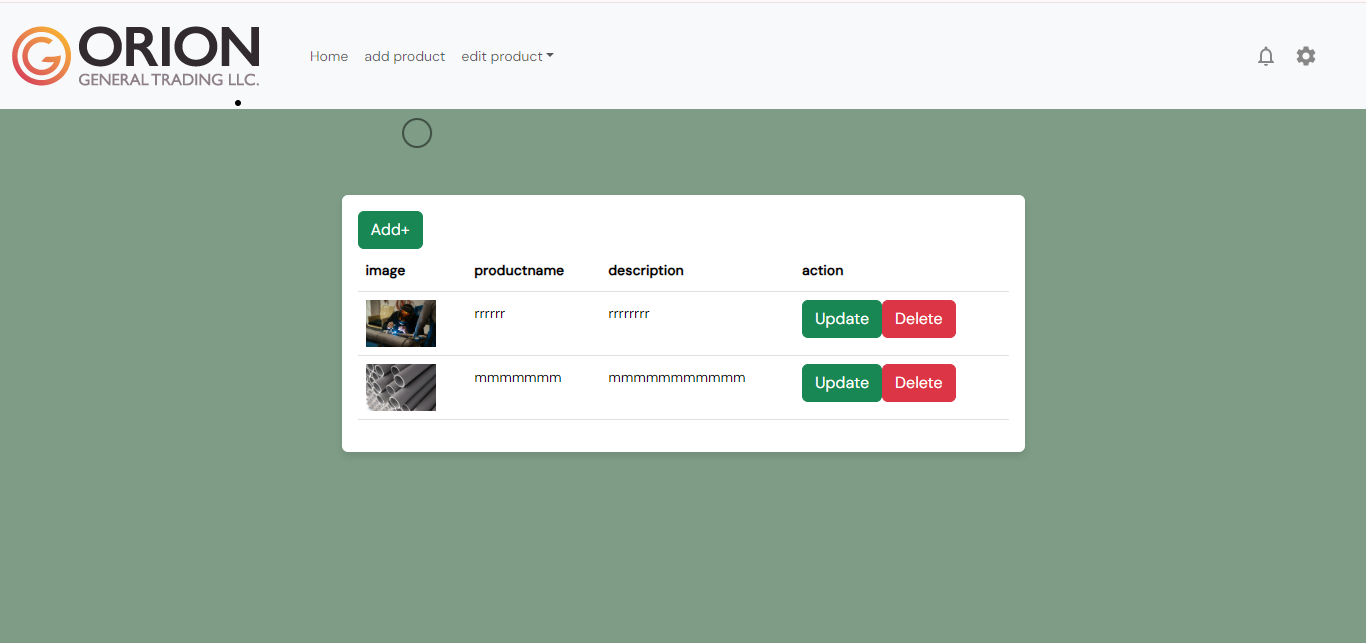 ORION
GENERAL TRADING LLC.
Home add product edit product
Add+
image productname description action
rrrrrr rrrrrrrr Update Delete
mmmmmmm mmmmmmmmmmm Update Delete